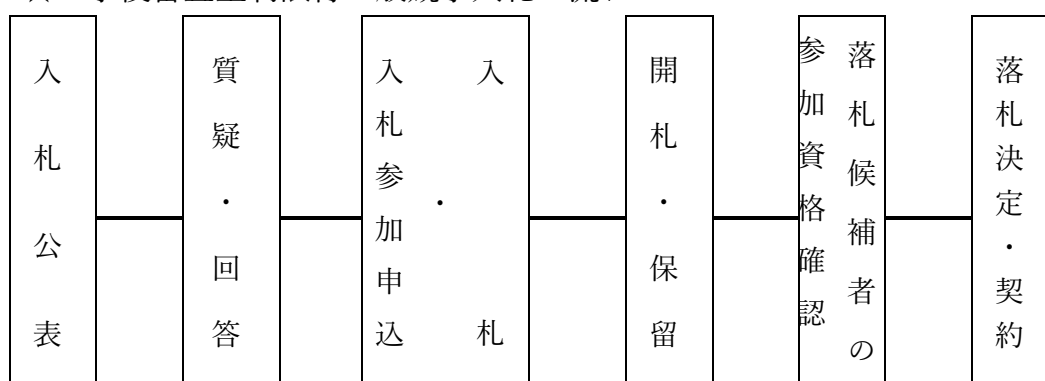 入札公表
質疑・回答
入札参加申込
・
入札
開札・保留
落札候補者の
参加資格確認
落札決定・契約